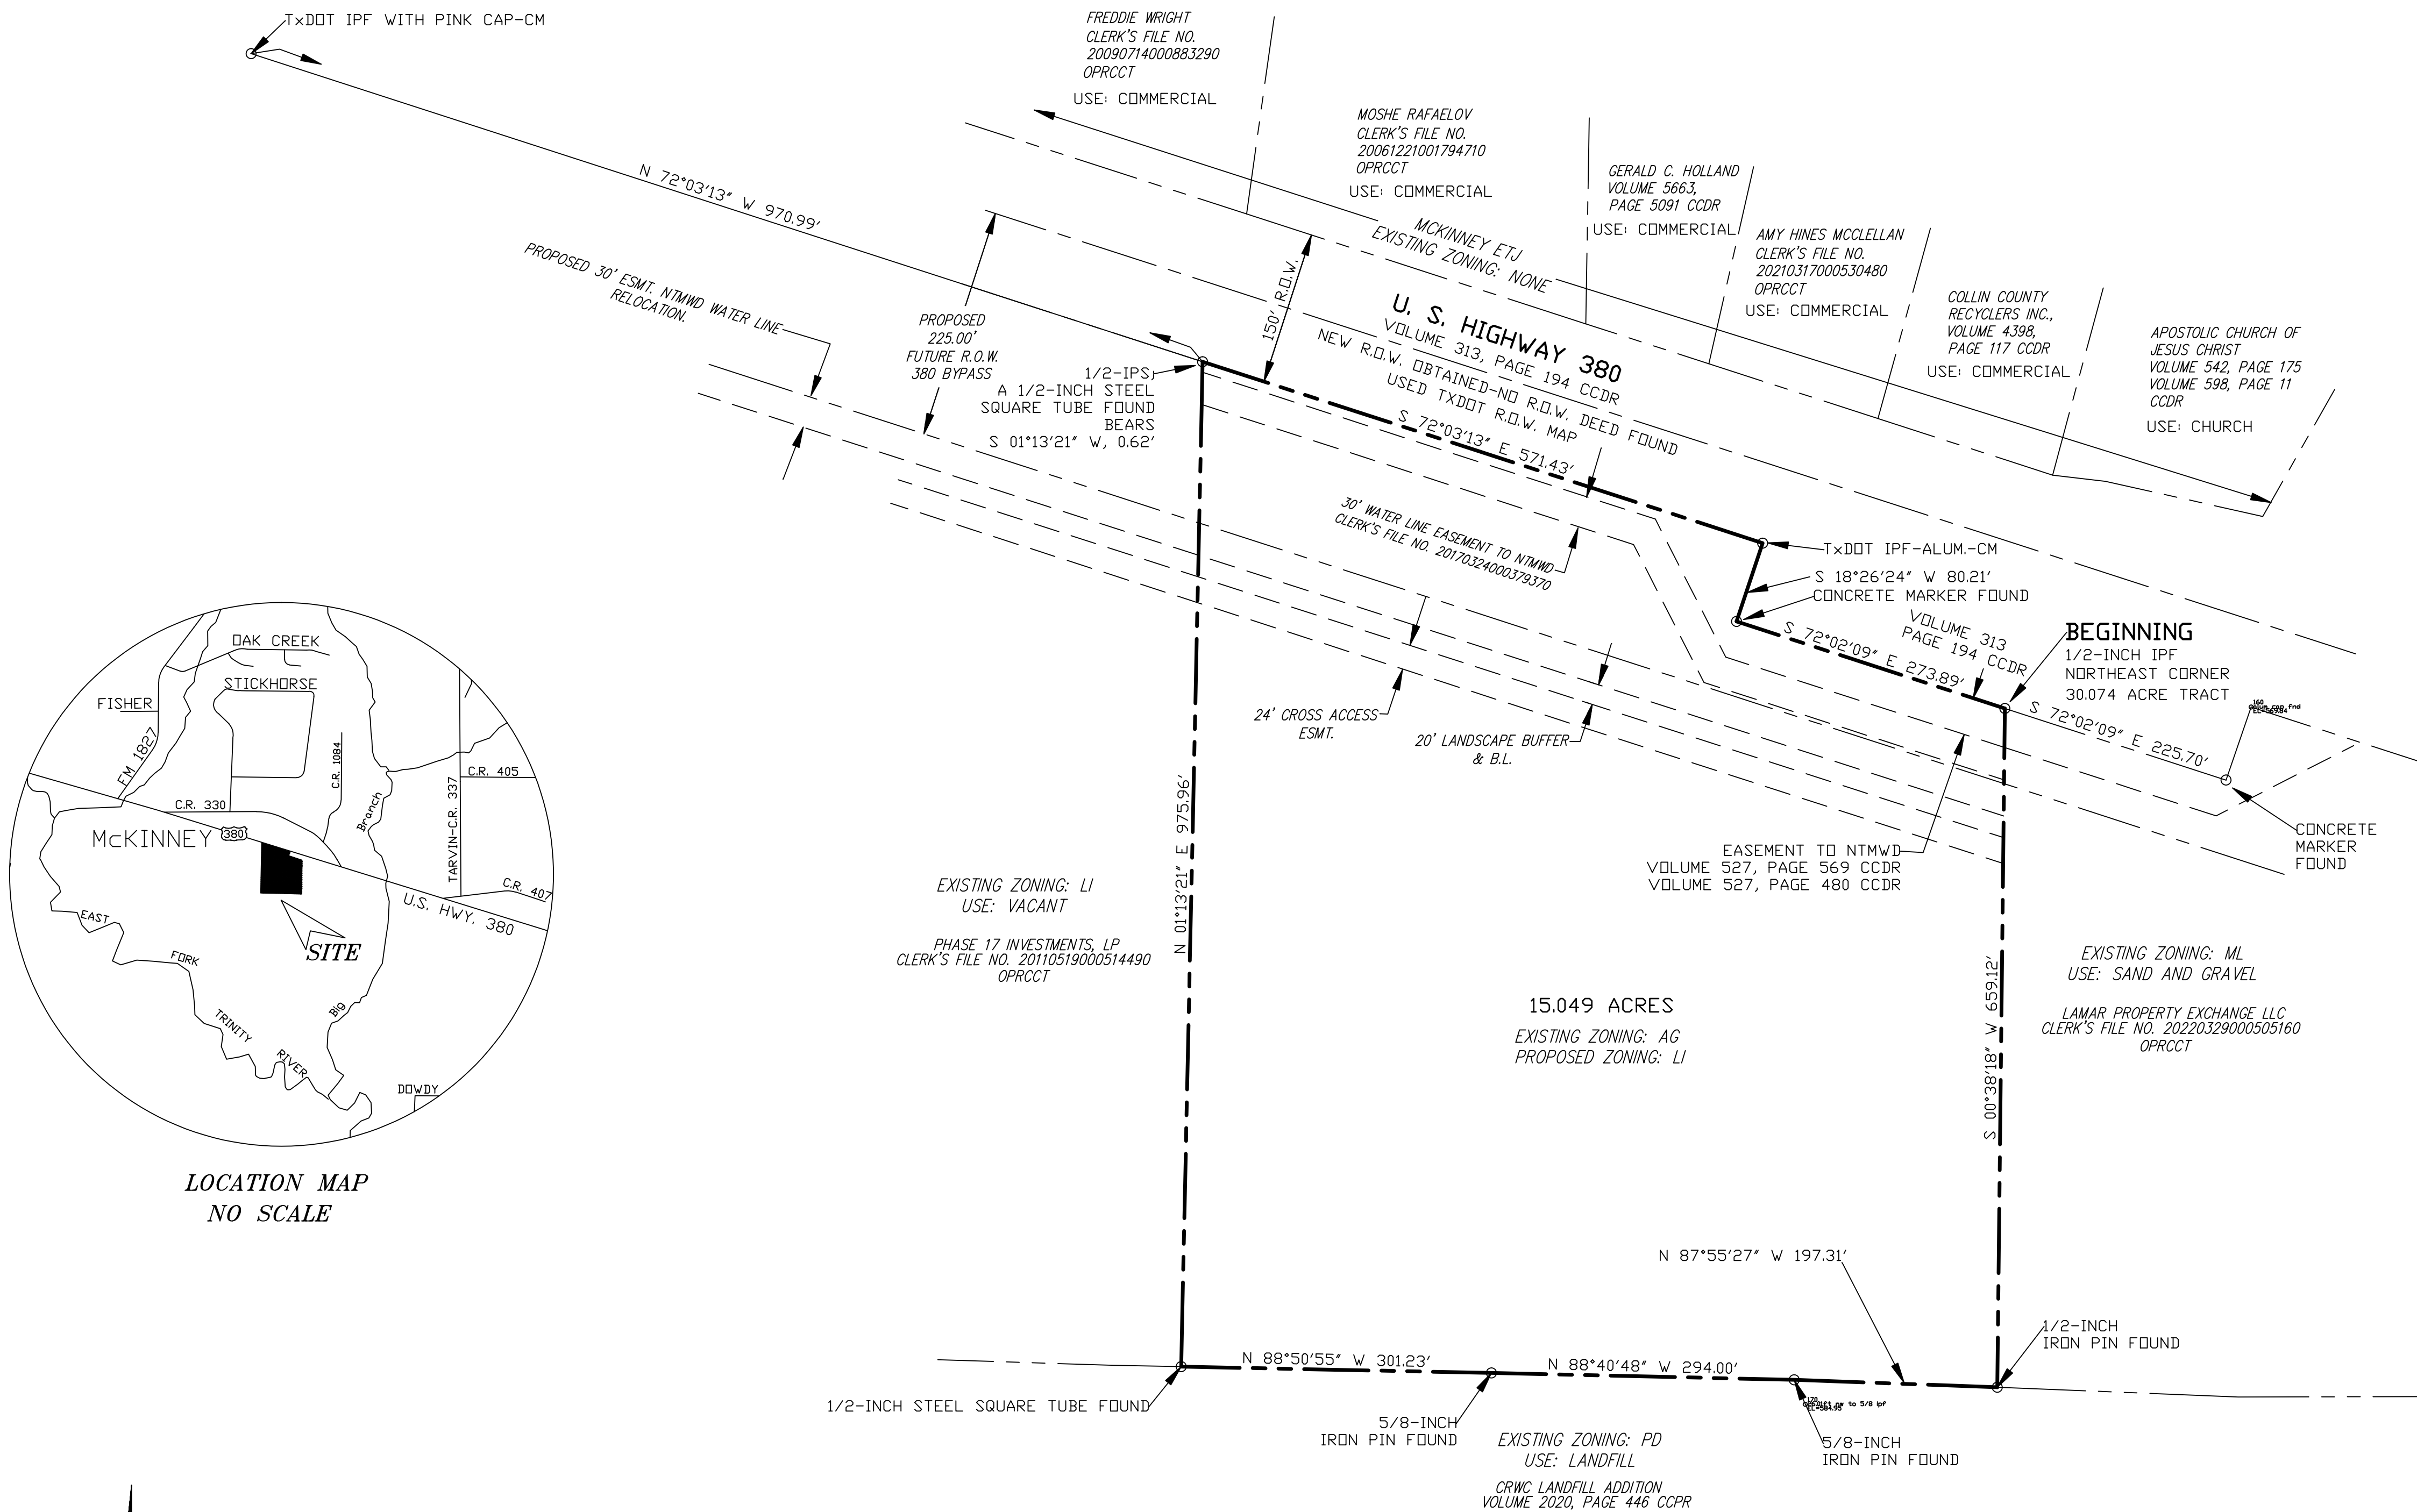 TxDOT IPF WITH PINK CAP-CM
N 72°03'13" W 970.99'
FREDDIE WRIGHT
CLERK'S FILE NO.
20090714000883290
OPRCCT
USE: COMMERCIAL
MOSHE RAFAELOV
CLERK'S FILE NO.
20061221001794710
OPRCCT
USE: COMMERCIAL
GERALD C. HOLLAND
VOLUME 5663,
PAGE 5091 CCDR
USE: COMMERCIAL
AMY HINES MCCLELLAN
CLERK'S FILE NO.
20210317000530480
OPRCCT
USE: COMMERCIAL
COLLIN COUNTY
RECYCLERS INC.,
VOLUME 4398,
PAGE 117 CCDR
USE: COMMERCIAL
APOSTOLIC CHURCH OF
JESUS CHRIST
VOLUME 542, PAGE 175
VOLUME 598, PAGE 11
CCDR
USE: CHURCH
MCKINNEY ETJ
EXISTING ZONING: NONE
150' R.O.W.
U. S. HIGHWAY 380
VOLUME 313, PAGE 194 CCDR
NEW R.O.W. OBTAINED-NO R.O.W. DEED FOUND
USED TXDOT R.O.W. MAP
S 72°03'13" E 571.43'
PROPOSED 30' ESMT. NTMWD WATER LINE
RELOCATION.
PROPOSED
225.00'
FUTURE R.O.W.
380 BYPASS
1/2-IPS;
A 1/2-INCH STEEL
SQUARE TUBE FOUND
BEARS
S 01°13'21" W, 0.62'
30' WATER LINE EASEMENT TO NTMWD
CLERK'S FILE NO. 20170324000379370
TxDOT IPF-ALUM.-CM
S 18°26'24" W 80.21'
CONCRETE MARKER FOUND
VOLUME 313
PAGE 194 CCDR
S 72°02'09" E 273.89'
BEGINNING
1/2-INCH IPF
NORTHEAST CORNER
30.074 ACRE TRACT
S 72°02'09" E 225.70'
160
CONCRETE
MARKER
FOUND
24' CROSS ACCESS
ESMT.
20' LANDSCAPE BUFFER
& B.L.
EASEMENT TO NTMWD
VOLUME 527, PAGE 569 CCDR
VOLUME 527, PAGE 480 CCDR
N 01°13'21" E 975.96'
EXISTING ZONING: LI
USE: VACANT
PHASE 17 INVESTMENTS, LP
CLERK'S FILE NO. 20110519000514490
OPRCCT
15.049 ACRES
EXISTING ZONING: AG
PROPOSED ZONING: LI
S 00°38'18" W 659.12'
EXISTING ZONING: ML
USE: SAND AND GRAVEL
LAMAR PROPERTY EXCHANGE LLC
CLERK'S FILE NO. 20220329000505160
OPRCCT
N 87°55'27" W 197.31'
1/2-INCH
IRON PIN FOUND
N 88°50'55" W 301.23'
N 88°40'48" W 294.00'
1/2-INCH STEEL SQUARE TUBE FOUND
5/8-INCH
IRON PIN FOUND
170
nw to 5/8 ipf
5/8-INCH
IRON PIN FOUND
EXISTING ZONING: PD
USE: LANDFILL
CRWC LANDFILL ADDITION
VOLUME 2020, PAGE 446 CCPR
OAK CREEK
STICKHORSE
FISHER
FM 1827
C.R. 1084
C.R. 330
Branch
TARVIN-C.R. 337
C.R. 405
McKINNEY
380
C.R. 407
U.S. HWY. 380
SITE
EAST
FORK
TRINITY
RIVER
Big
DOWDY
LOCATION MAP
NO SCALE